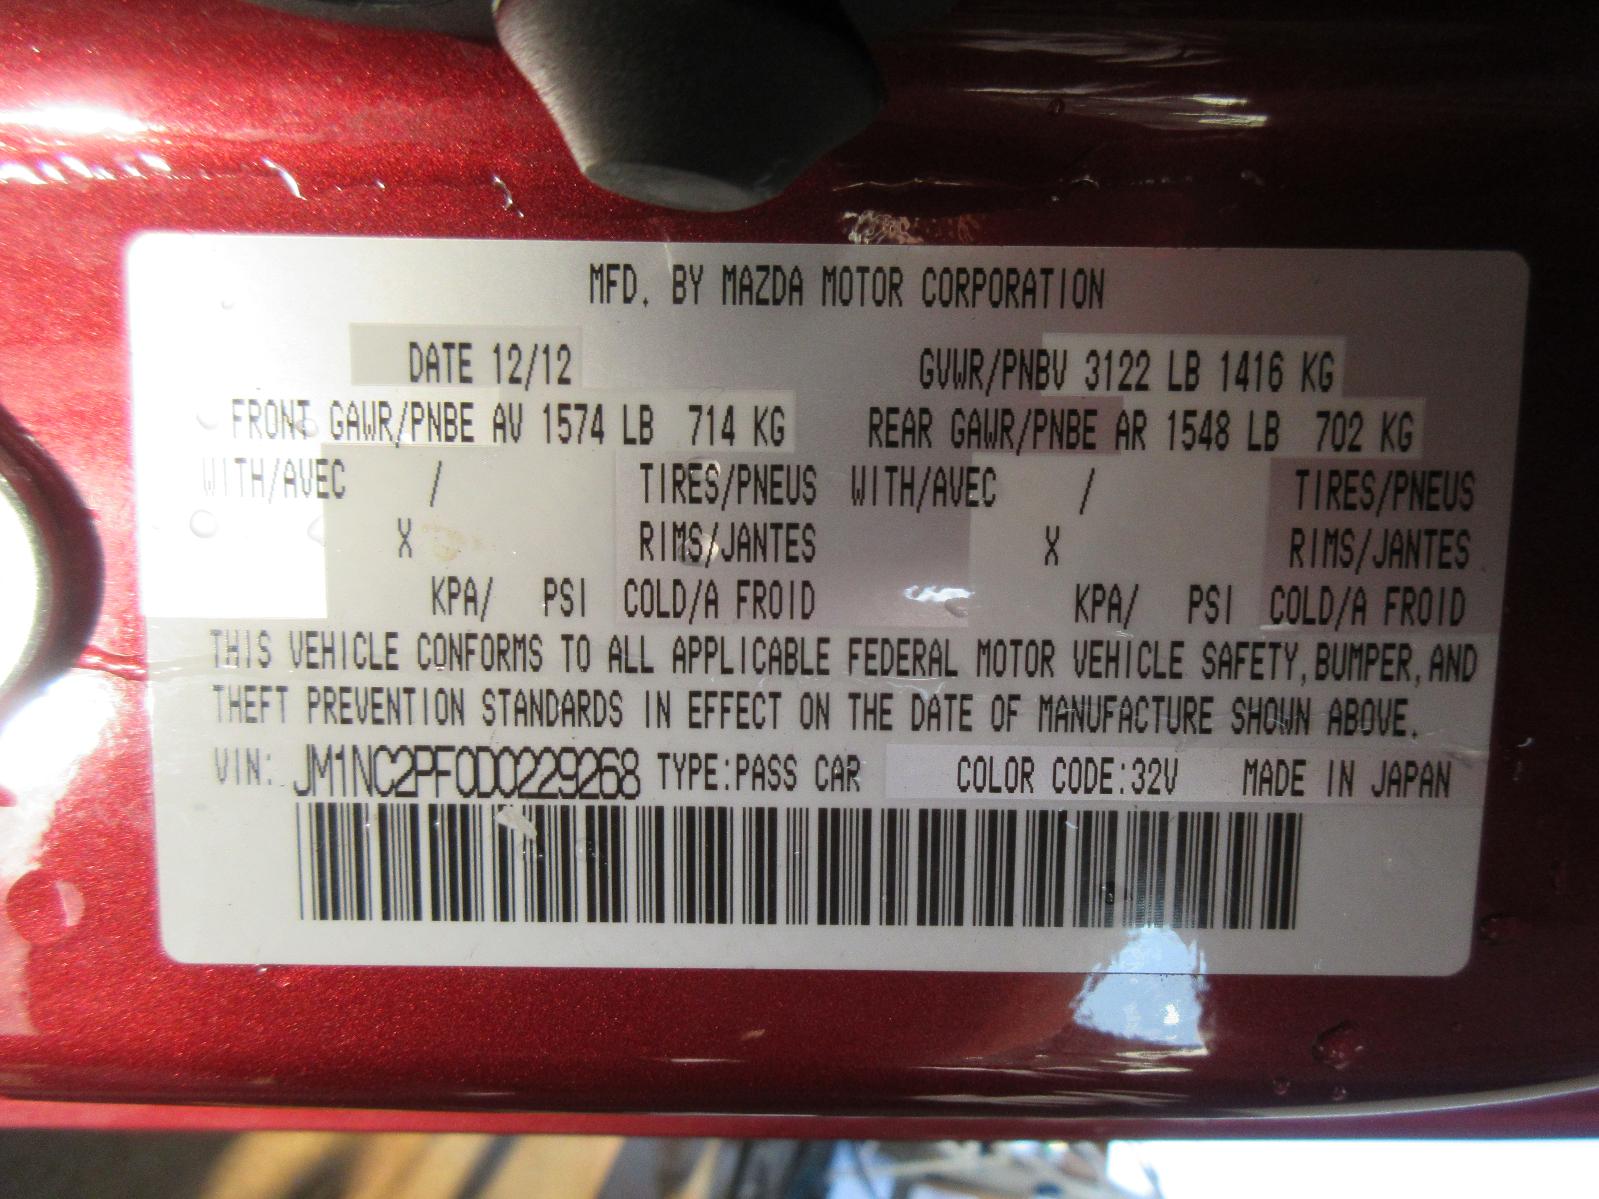 MFD. BY MAZDA MOTOR CORPORATION
DATE 12/12 GVWR/PNBV 3122 LB 1416 KG
FRONT GAWR/PNBE AV 1574 LB 714 KG REAR GAWR/PNBE AR 1548 LB 702 KG
WITH/AVEC / TIRES/PNEUS WITH/AVEC / TIRES/PNEUS
X RIMS/JANTES X RIMS/JANTES
KPA/ PSI COLD/A FROID KPA/ PSI COLD/A FROID
THIS VEHICLE CONFORMS TO ALL APPLICABLE FEDERAL MOTOR VEHICLE SAFETY, BUMPER, AND
THEFT PREVENTION STANDARDS IN EFFECT ON THE DATE OF MANUFACTURE SHOWN ABOVE.
VIN: JM1NC2PF0D0229268 TYPE:PASS CAR COLOR CODE:32V MADE IN JAPAN